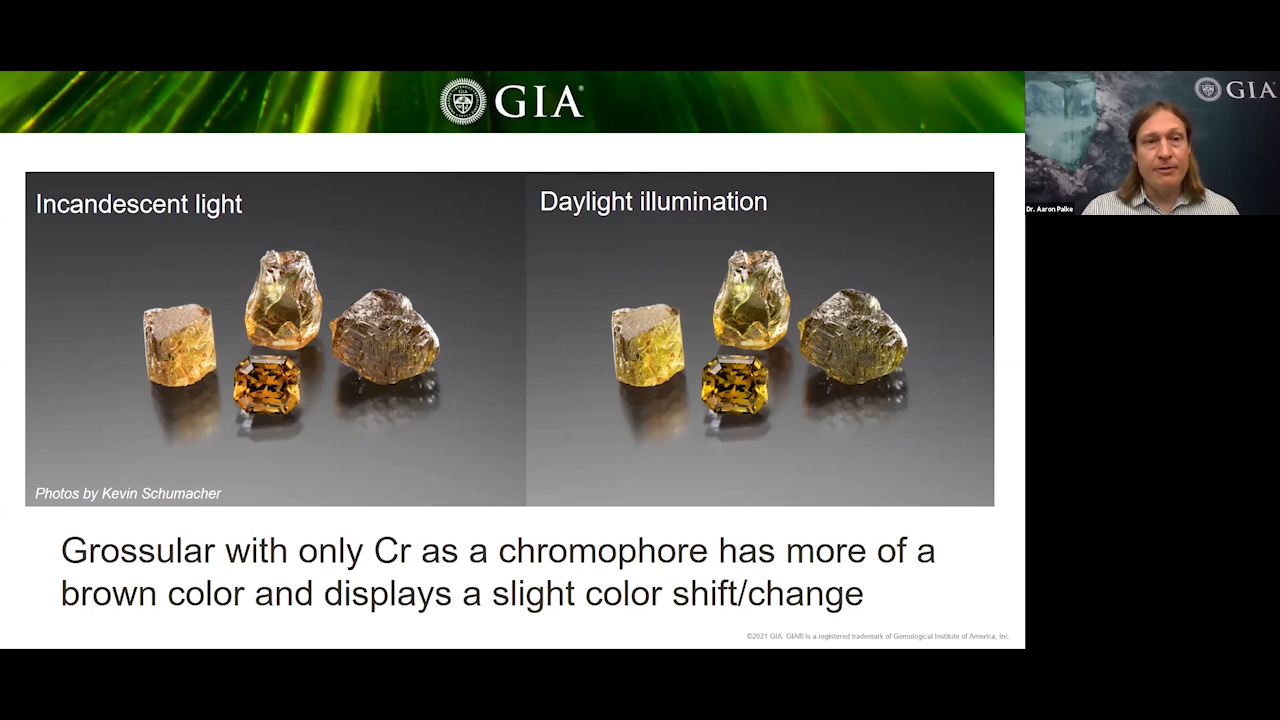 GIA®
GIA
Dr. Aaron Palke
Incandescent light
Daylight illumination
Photos by Kevin Schumacher
Grossular with only Cr as a chromophore has more of a
brown color and displays a slight color shift/change
©2021 GIA. GIA® is a registered trademark of Gemological Institute of America, Inc.